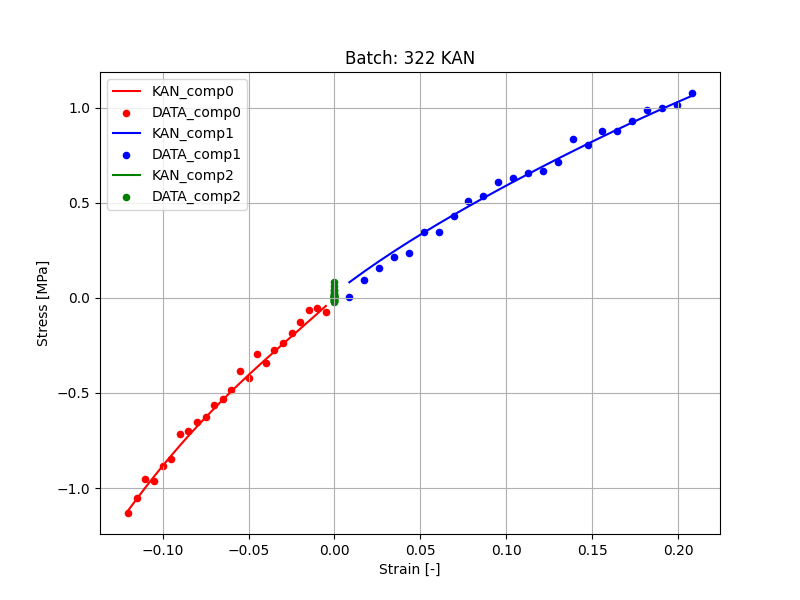 Batch: 322 KAN
KAN_comp0
DATA_comp0
KAN_comp1
DATA_comp1
KAN_comp2
DATA_comp2
1.0
0.5
0.0
−0.5
−1.0
Stress [MPa]
−0.10
−0.05
0.00
0.05
0.10
0.15
0.20
Strain [-]